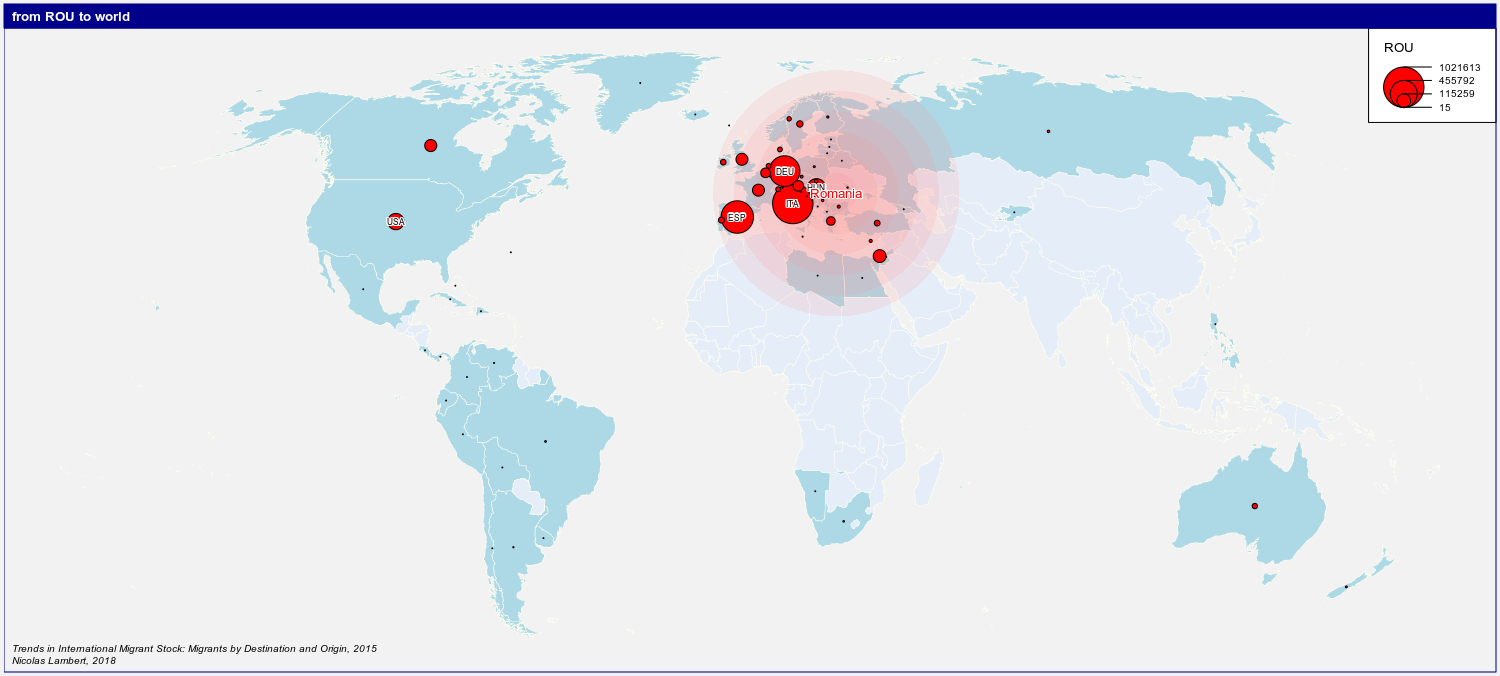 from ROU to world
ROU
1021613
455792
115259
15
DEU
HUN
Romania
ITA
ESP
USA
Trends in International Migrant Stock: Migrants by Destination and Origin, 2015
Nicolas Lambert, 2018